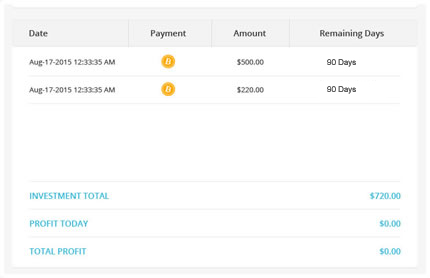 Date Payment Amount Remaining Days
Aug-17-2015 12:33:35 AM B $500.00 90 Days
Aug-17-2015 12:33:35 AM B $220.00 90 Days
INVESTMENT TOTAL $720.00
PROFIT TODAY $0.00
TOTAL PROFIT $0.00